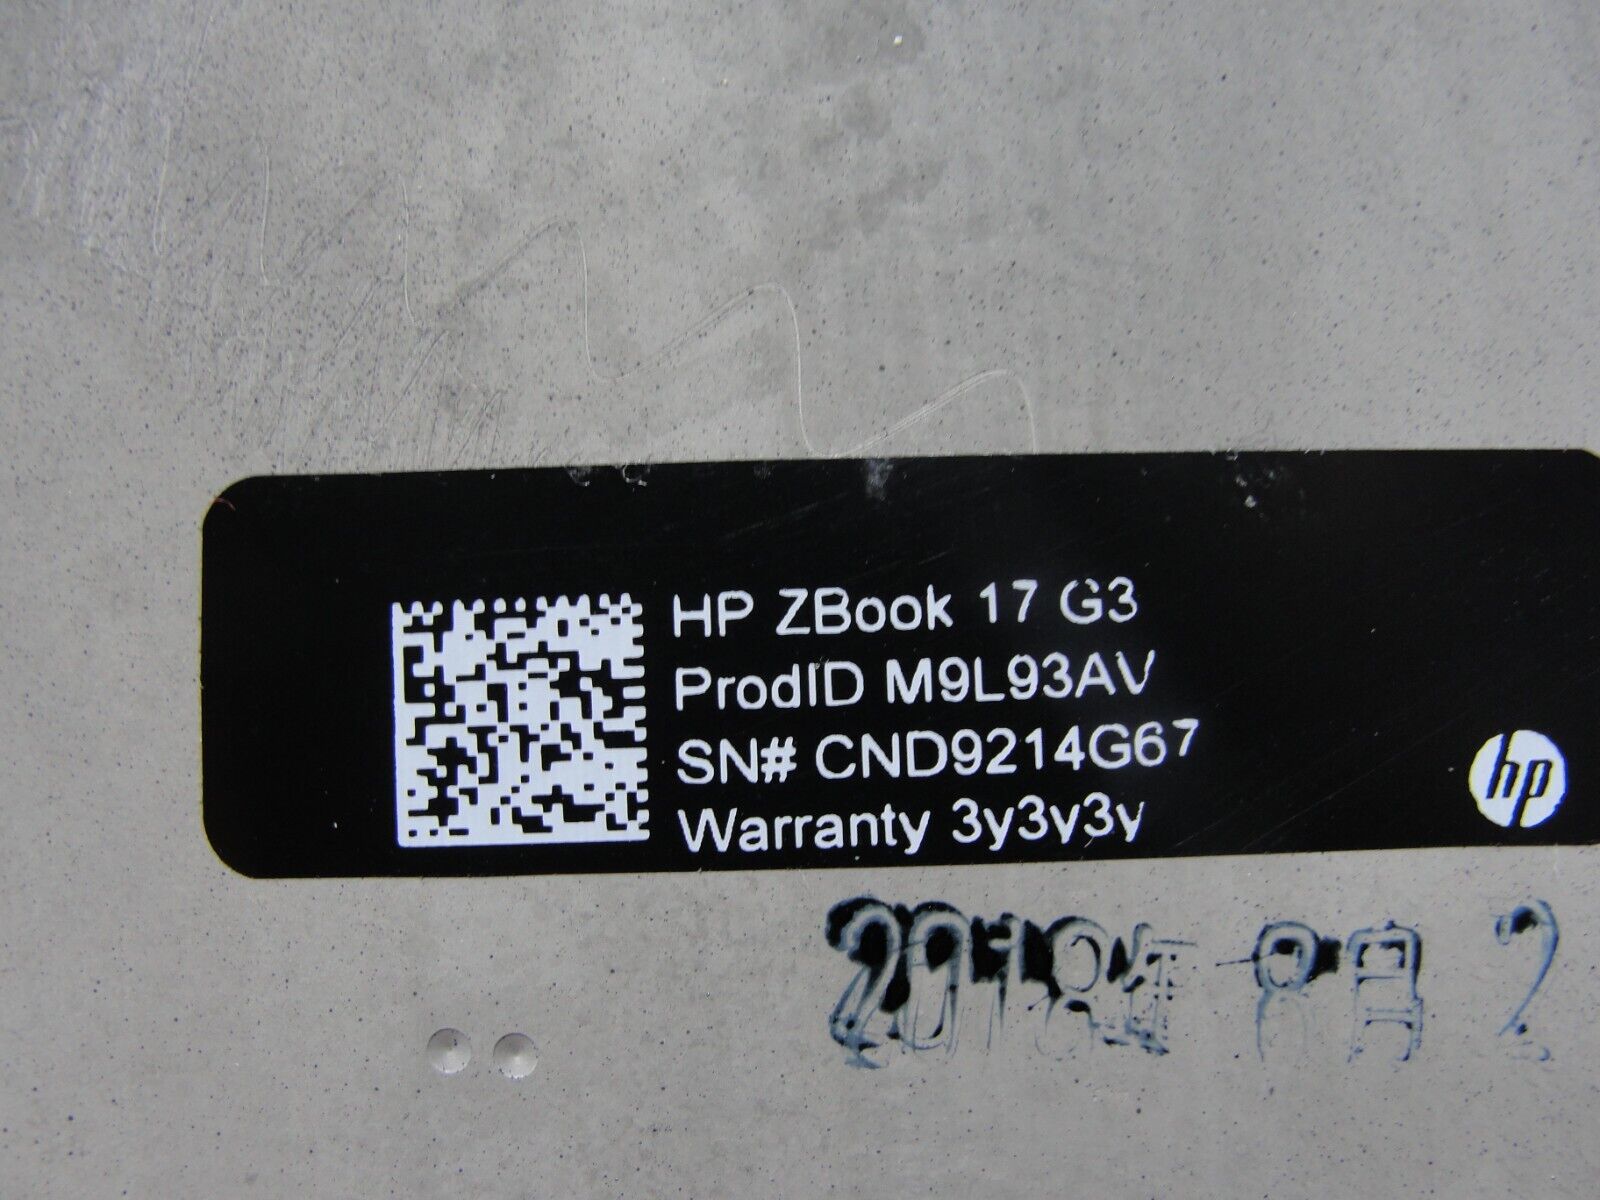 HP ZBook 17 G3
ProdID M9L93AV
SN# CND9214G67
Warranty 3y3y3y
hp